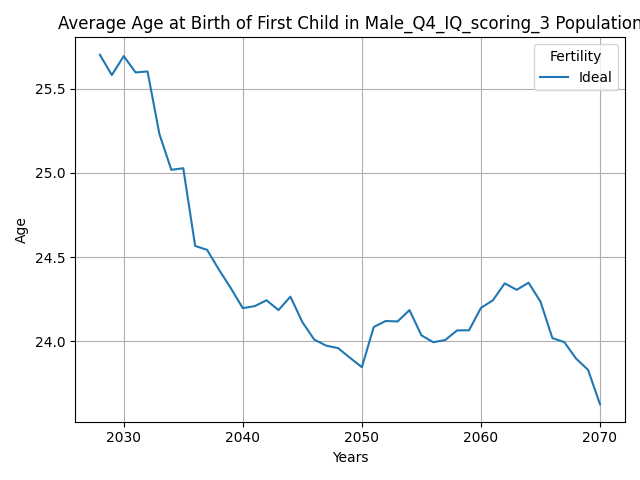 Average Age at Birth of First Child in Male_Q4_IQ_scoring_3 Population
Fertility
Ideal
25.5
25.0
24.5
24.0
Age
2030 2040 2050 2060 2070
Years